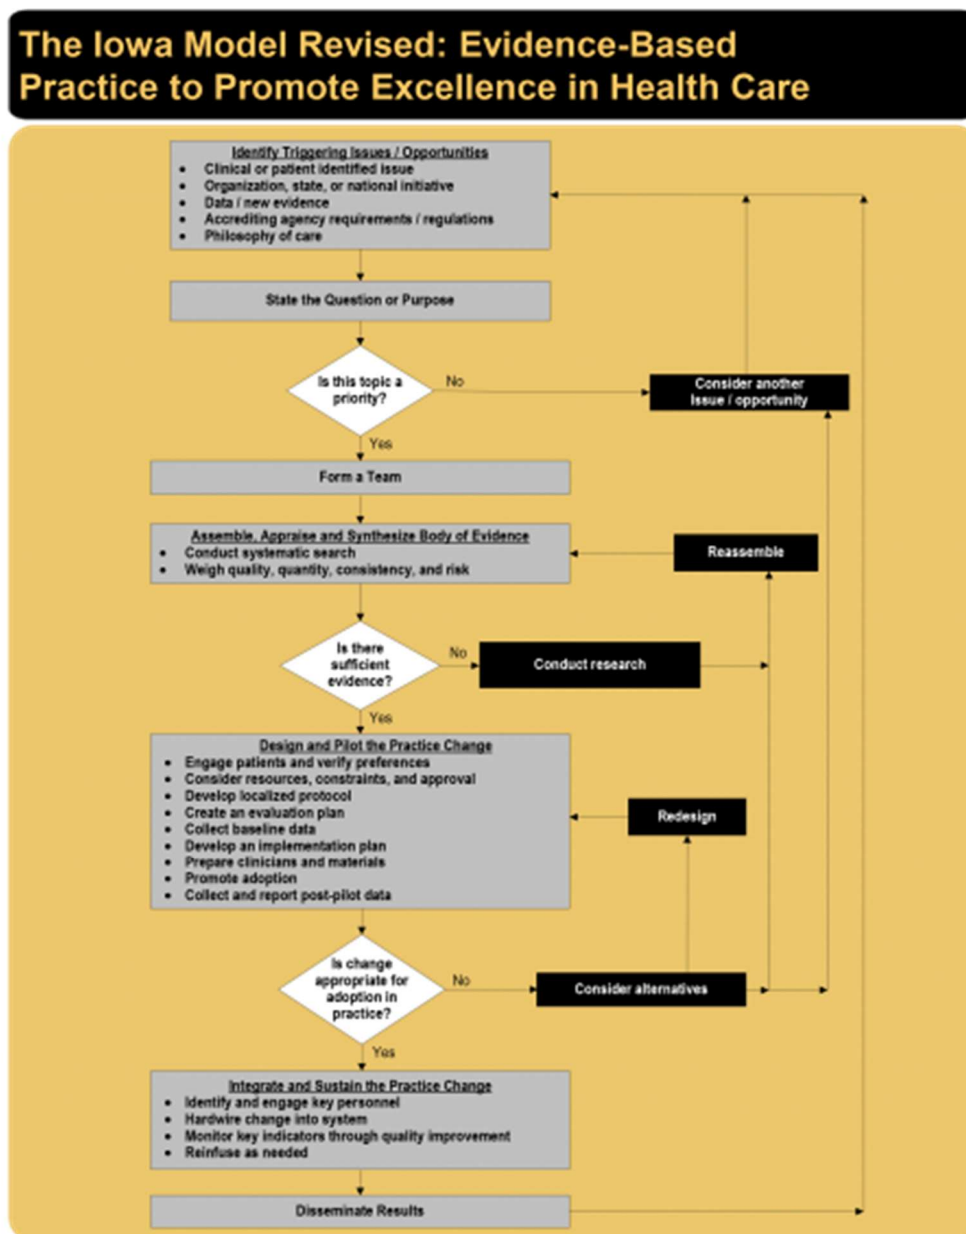 The Iowa Model Revised: Evidence-Based
Practice to Promote Excellence in Health Care
Identify Triggering Issues / Opportunities
• Clinical or patient identified issue
• Organization, state, or national initiative
• Data / new evidence
• Accrediting agency requirements / regulations
• Philosophy of care
State the Question or Purpose
Is this topic a
priority?
No
Consider another
Issue / opportunity
Yes
Form a Team
Assemble, Appraise and Synthesize Body of Evidence
• Conduct systematic search
• Weigh quality, quantity, consistency, and risk
Reassemble
Is there
sufficient
evidence?
No
Conduct research
Yes
Design and Pilot the Practice Change
• Engage patients and verify preferences
• Consider resources, constraints, and approval
• Develop localized protocol
• Create an evaluation plan
• Collect baseline data
• Develop an implementation plan
• Prepare clinicians and materials
• Promote adoption
• Collect and report post-pilot data
Redesign
Is change
appropriate for
adoption in
practice?
No
Consider alternatives
Yes
Integrate and Sustain the Practice Change
• Identify and engage key personnel
• Hardwire change into system
• Monitor key indicators through quality improvement
• Reinfuse as needed
Disseminate Results